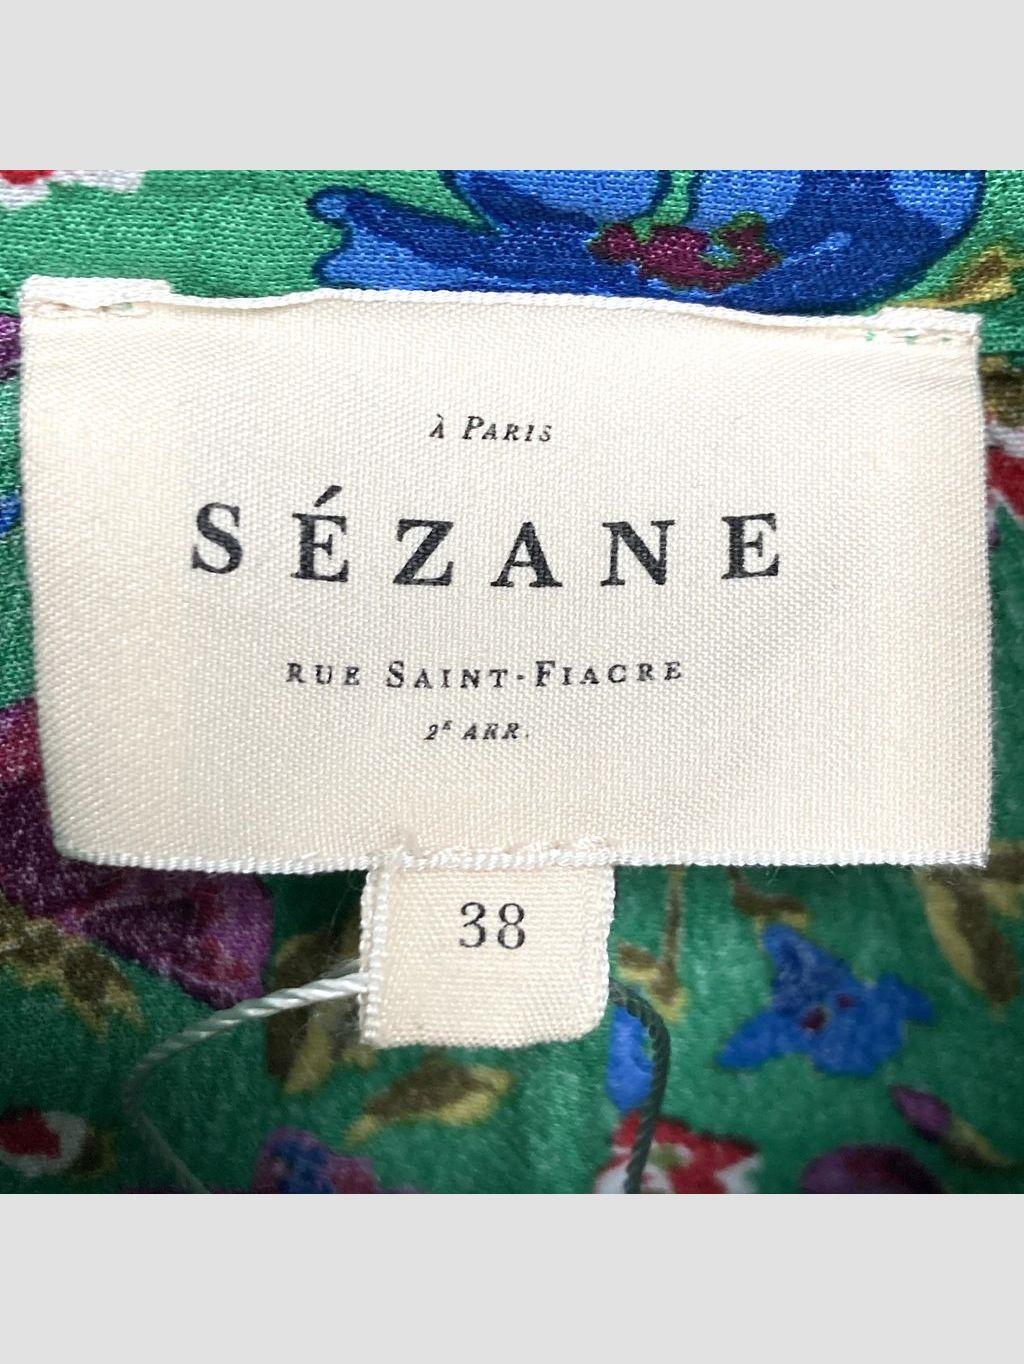 À PARIS
SÉZANE
RUE SAINT-FIACRE
2E ARR.
38